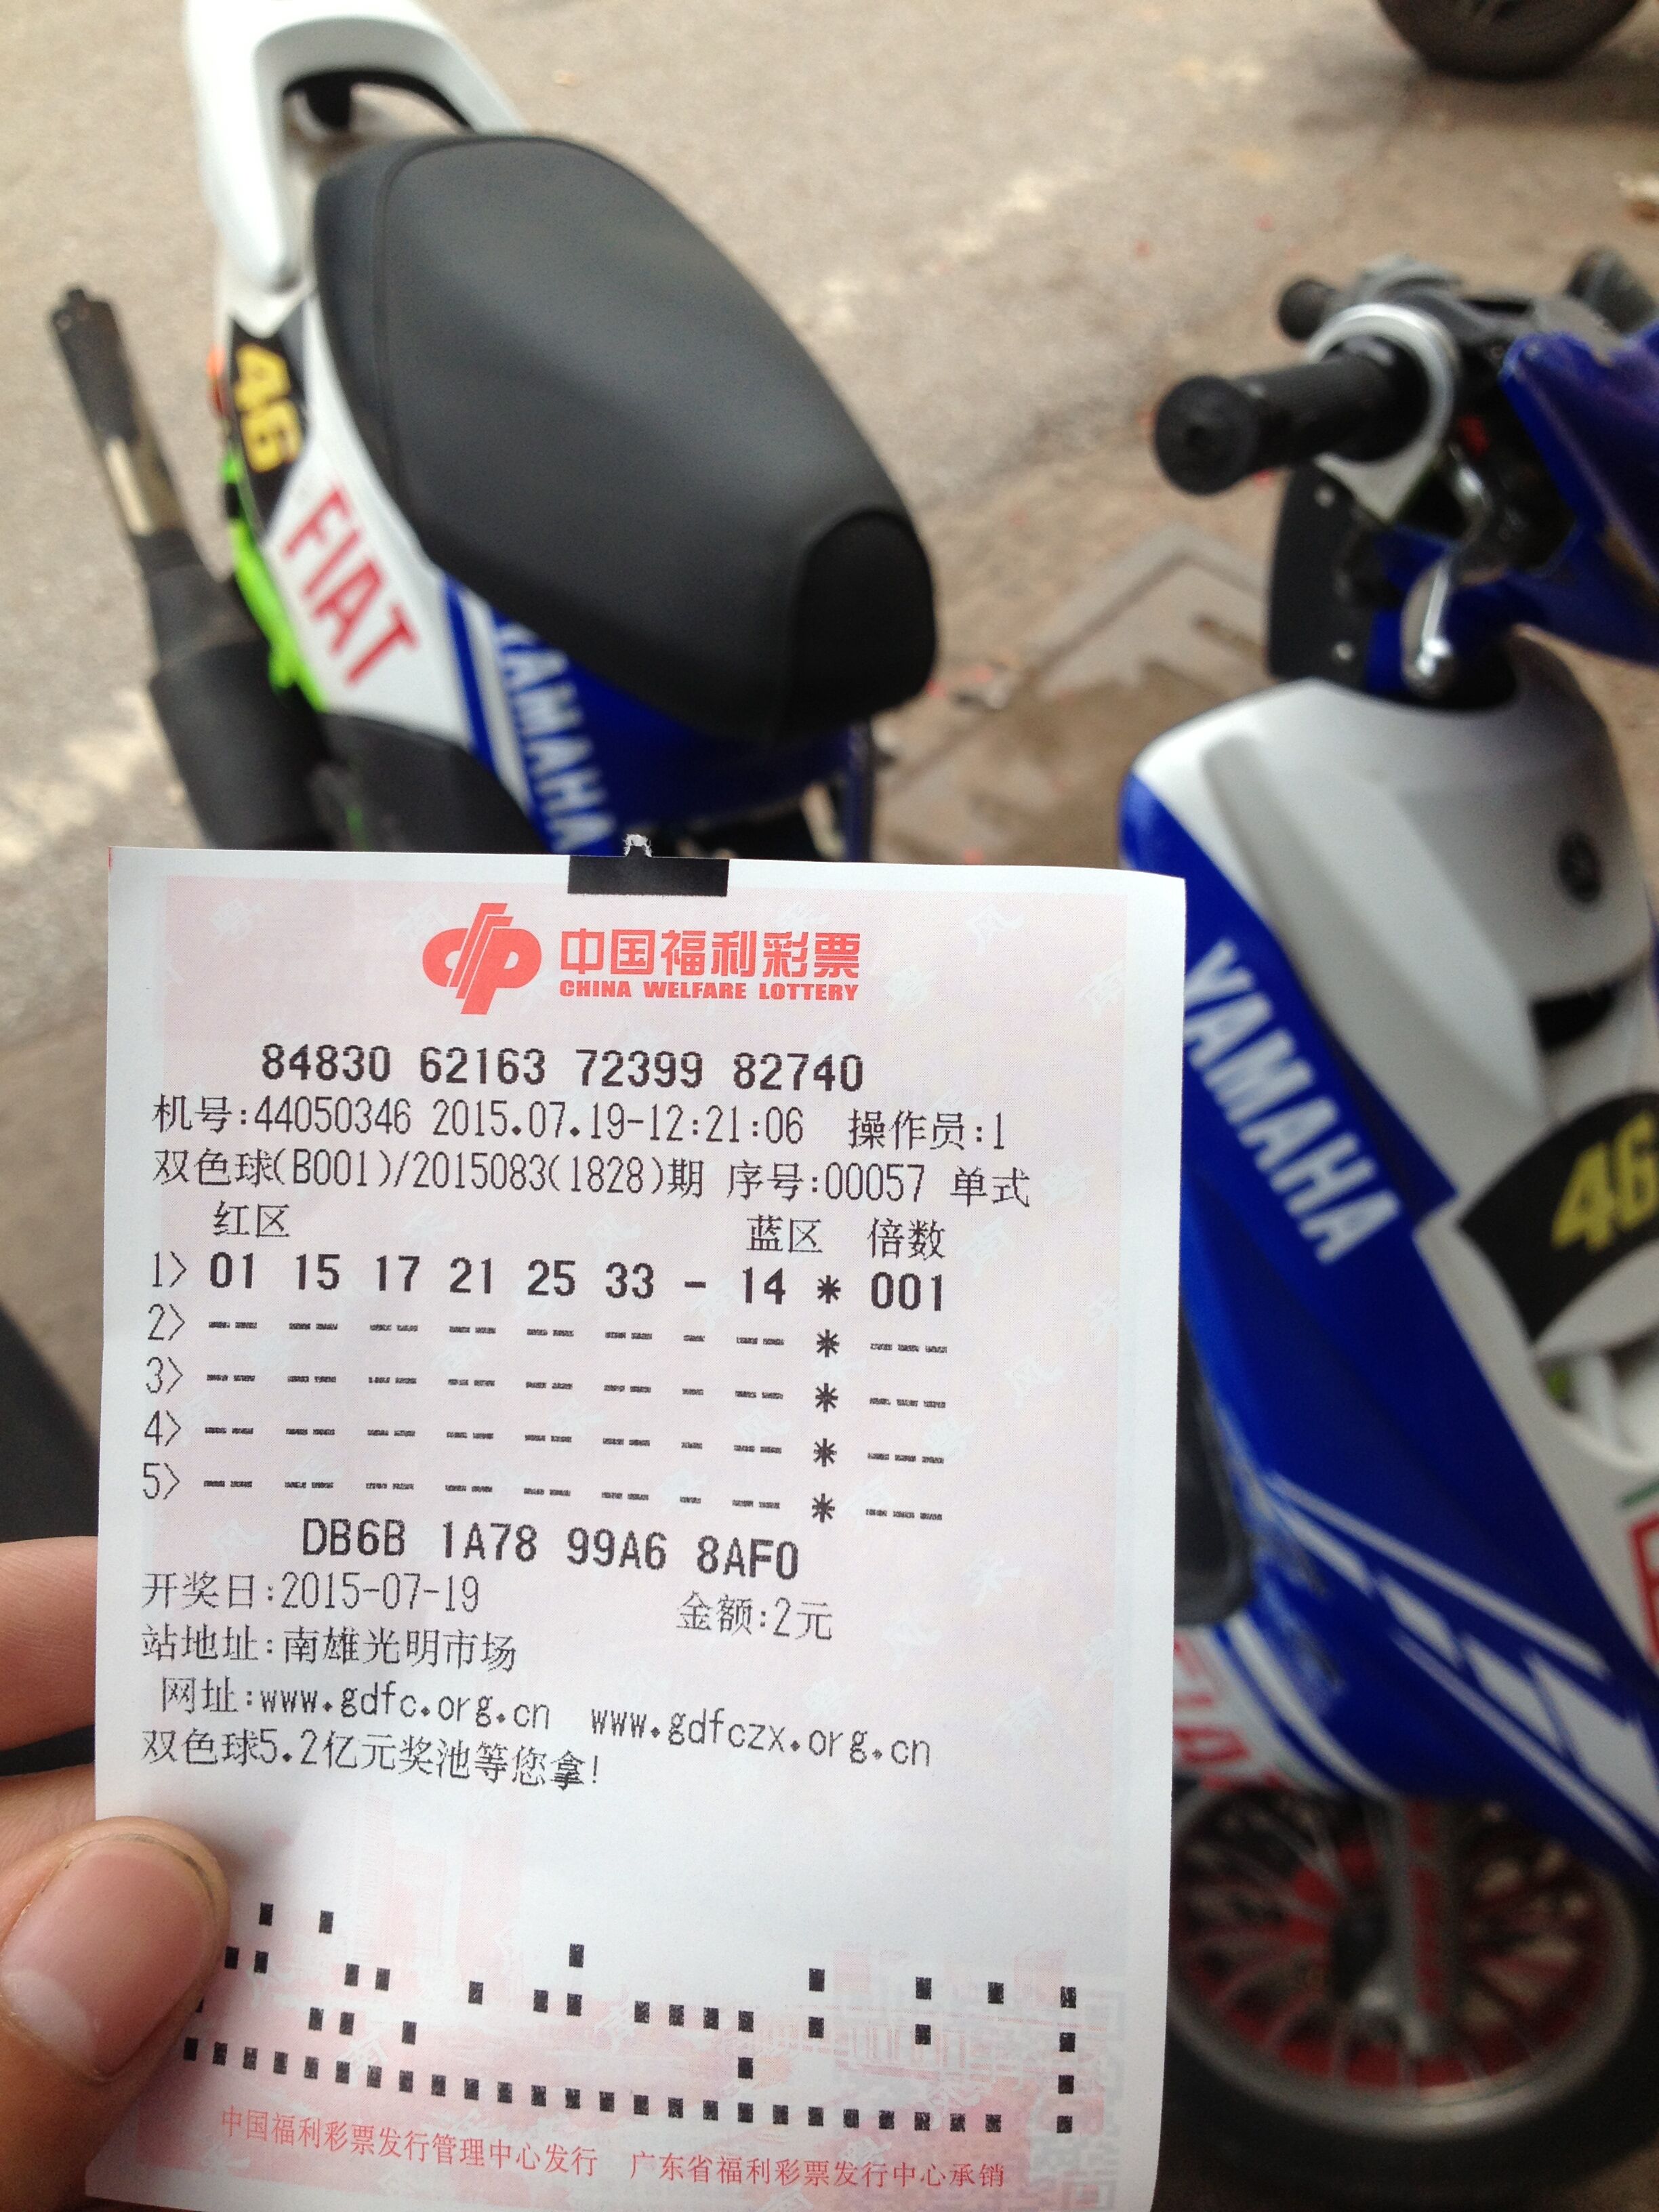 46
FIAT
YAMAHA
YAMAHA
46
中国福利彩票
CHINA WELFARE LOTTERY
84830 62163 72399 82740
机号:44050346 2015.07.19-12:21:06 操作员:1
双色球(B001)/2015083(1828)期 序号:00057 单式
红区 蓝区 倍数
1> 01 15 17 21 25 33 - 14 * 001
2> -- -- -- -- -- -- - -- * ---
3> -- -- -- -- -- -- - -- * ---
4> -- -- -- -- -- -- - -- * ---
5> -- -- -- -- -- -- - -- * ---
DB6B 1A78 99A6 8AF0
开奖日:2015-07-19 金额:2元
站地址:南雄光明市场
网址:www.gdfc.org.cn www.gdfczx.org.cn
双色球5.2亿元奖池等您拿!
中国福利彩票发行管理中心发行 广东省福利彩票发行中心承销